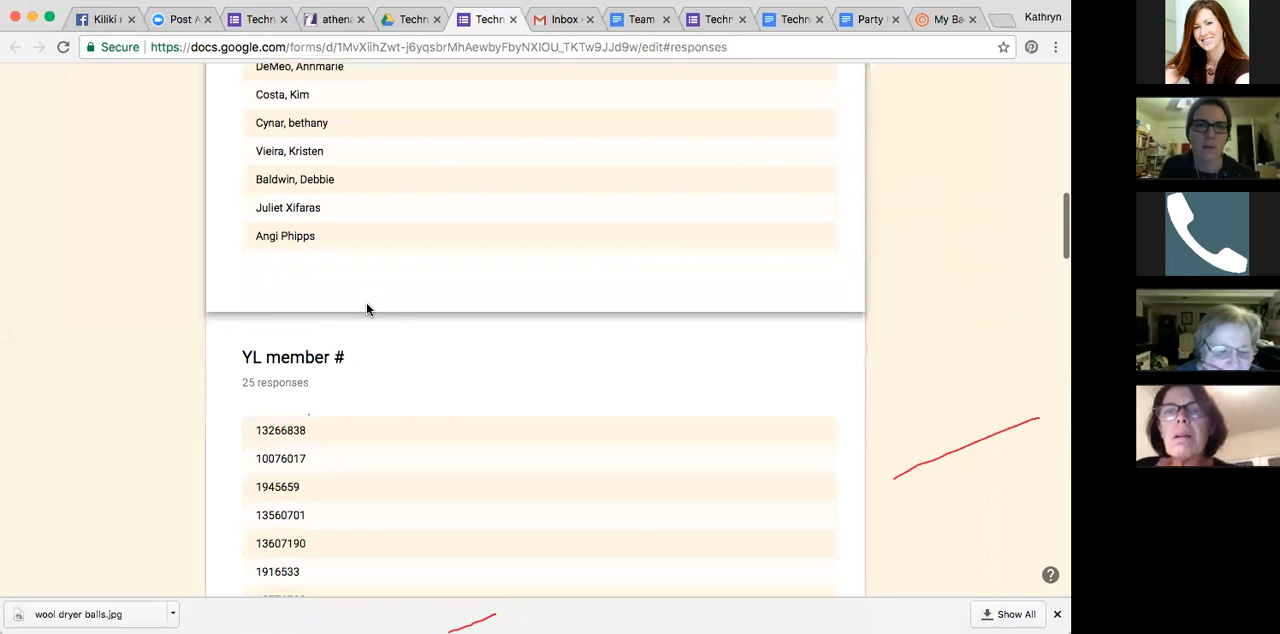 Kiliki
Post
Techn
athena
Techn
Techn
Inbox
Team
Techn
Techn
Party
My Ba
Kathryn
Secure
https://docs.google.com/forms/d/1MvXiihZwt-j6yqsbrMhAewbyFbyNXlOU_TKTw9JJd9w/edit#responses
DeMeo, Annmarie
Costa, Kim
Cynar, bethany
Vieira, Kristen
Baldwin, Debbie
Juliet Xifaras
Angi Phipps
YL member #
25 responses
13266838
10076017
1945659
13560701
13607190
1916533
wool dryer balls.jpg
Show All